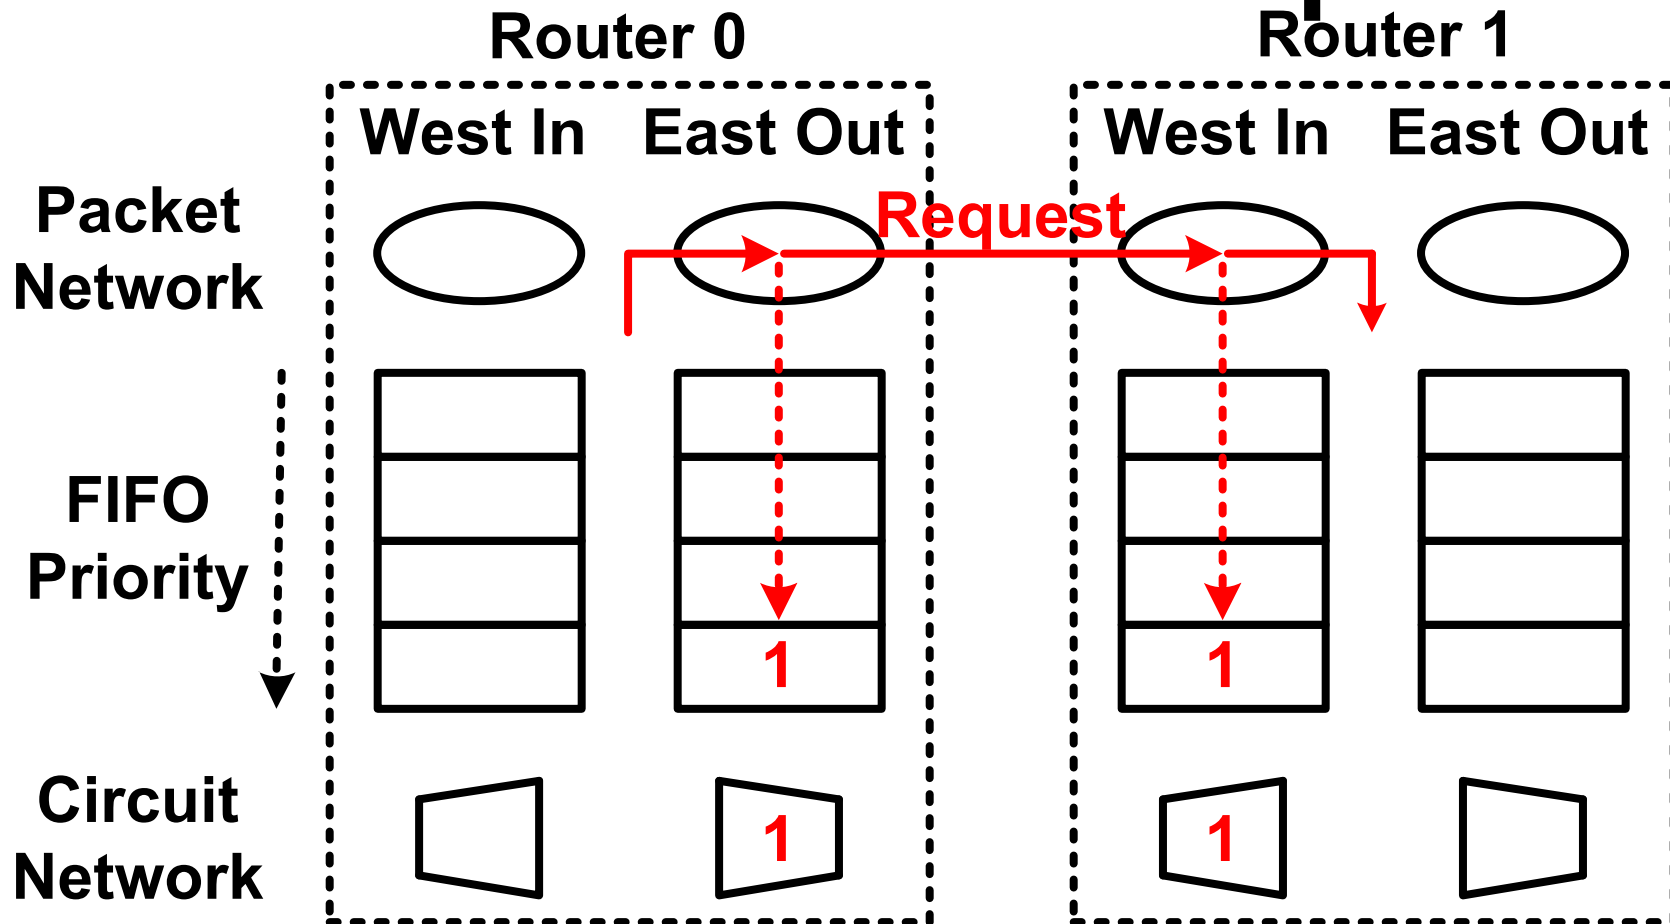 Router 0
Router 1
West In
East Out
West In
East Out
Packet
Network
Request
FIFO
Priority
1
1
Circuit
Network
1
1